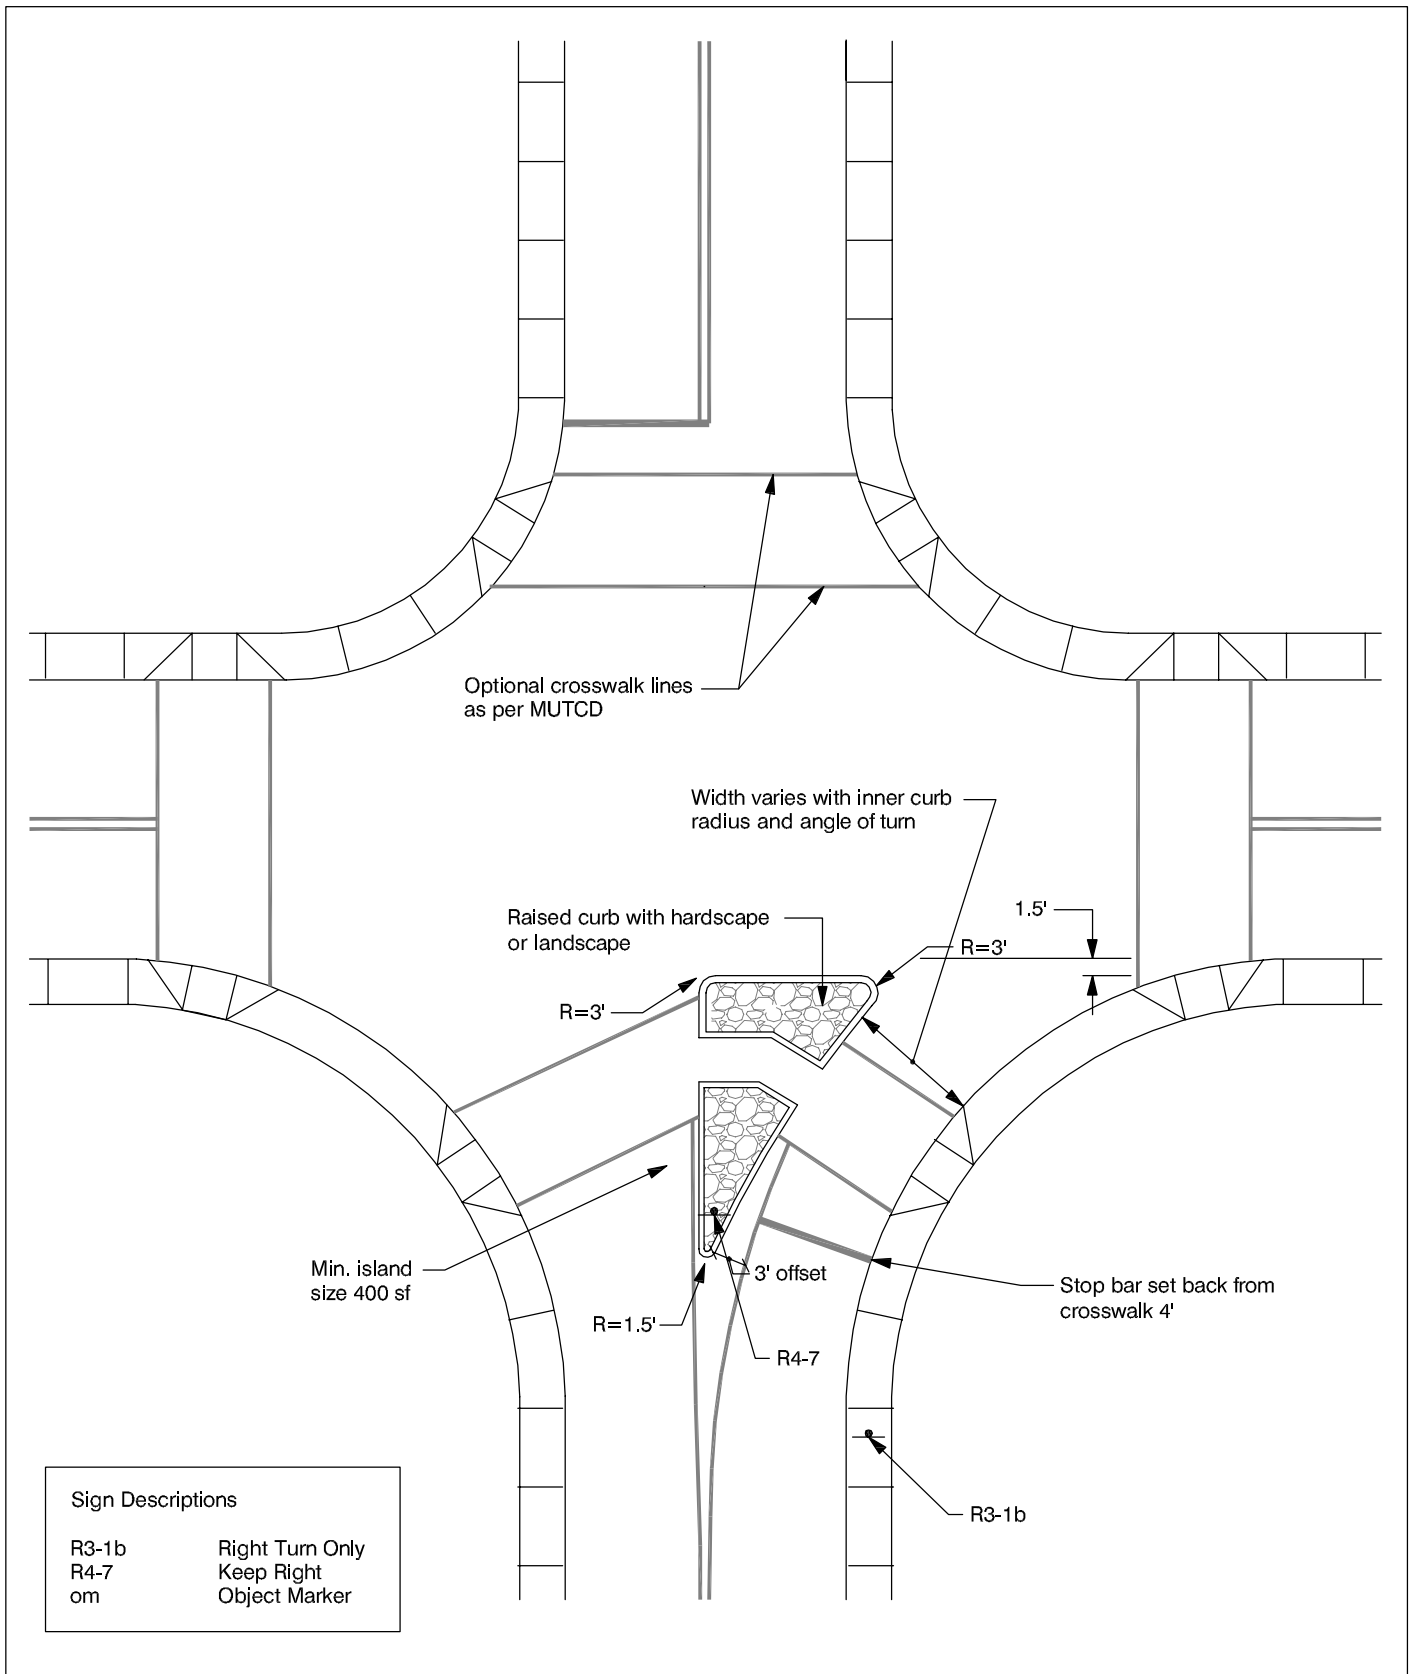 Optional crosswalk lines
as per MUTCD
Width varies with inner curb
radius and angle of turn
1.5'
Raised curb with hardscape
or landscape
R=3'
R=3'
Min. island
size 400 sf
3' offset
Stop bar set back from
crosswalk 4'
R=1.5'
R4-7
R3-1b
Sign Descriptions
R3-1b Right Turn Only
R4-7 Keep Right
om Object Marker